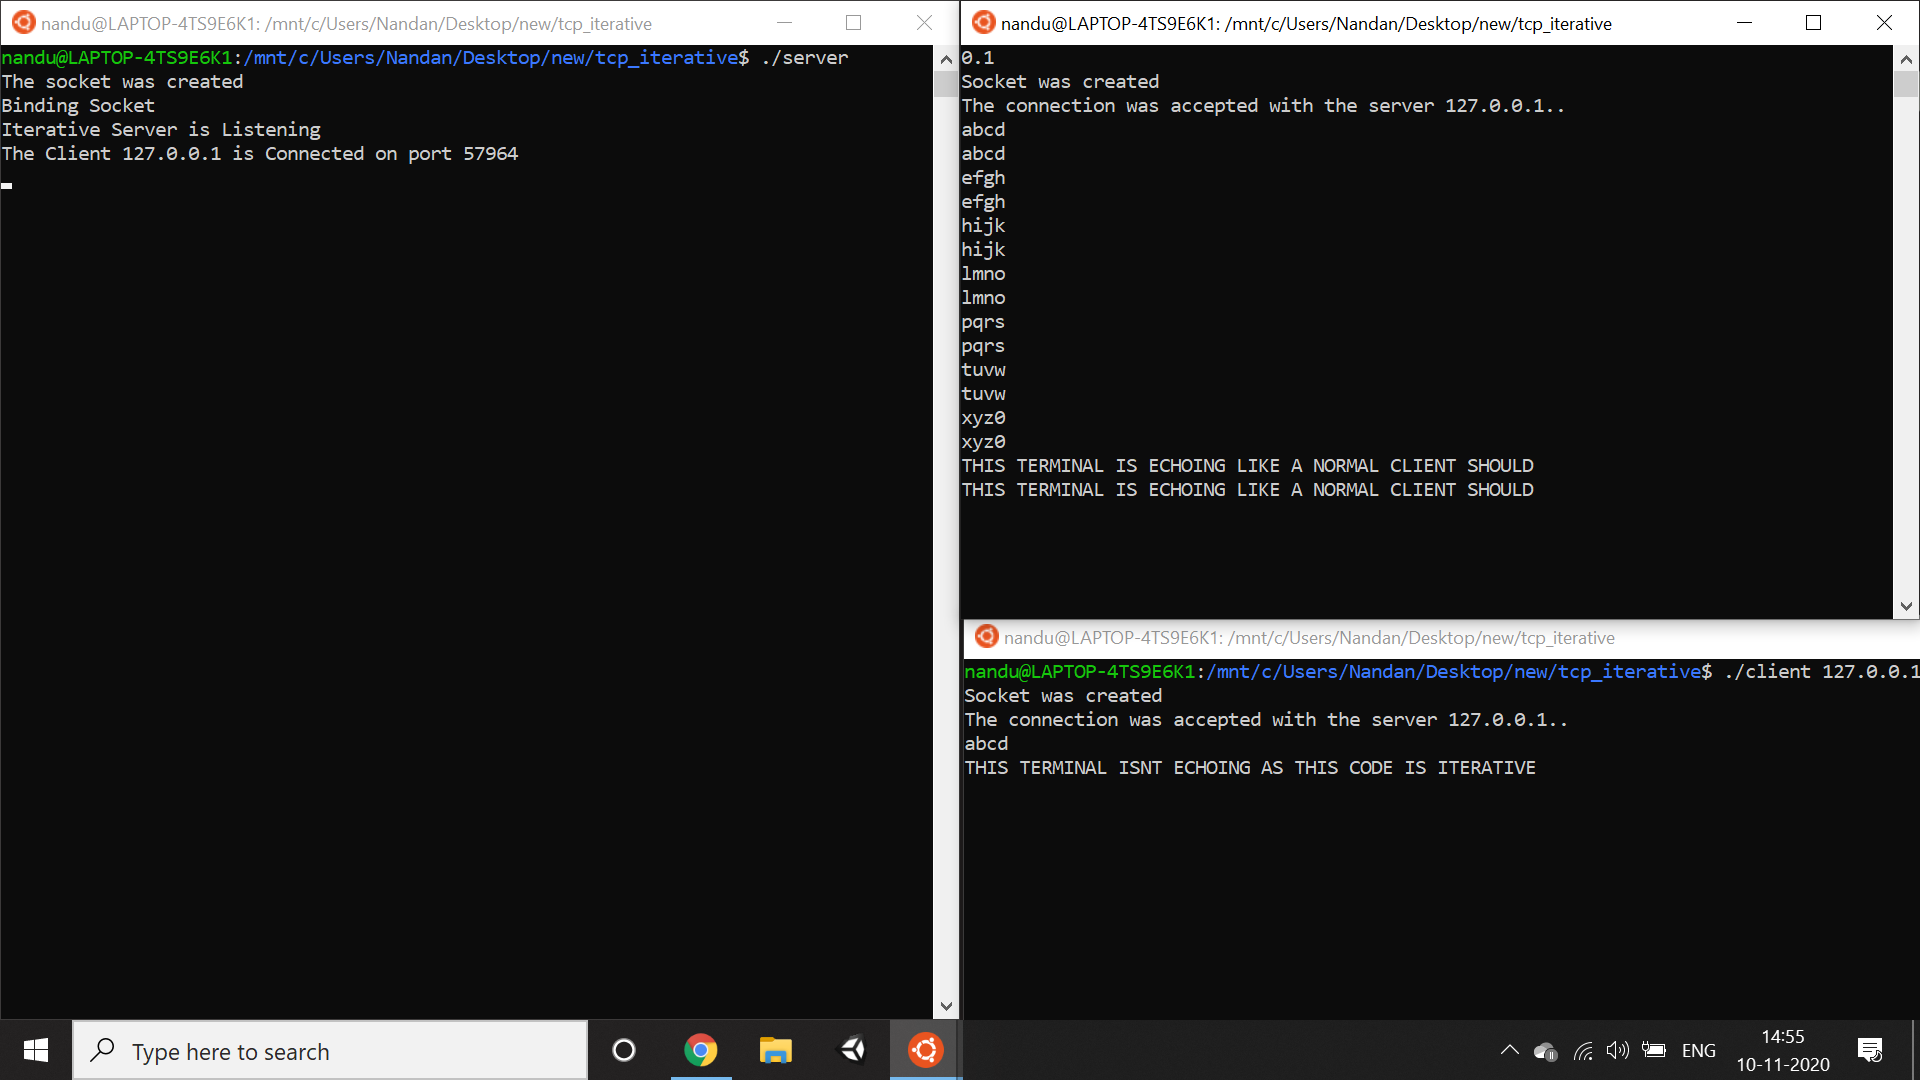 nandu@LAPTOP-4TS9E6K1: /mnt/c/Users/Nandan/Desktop/new/tcp_iterative
nandu@LAPTOP-4TS9E6K1:/mnt/c/Users/Nandan/Desktop/new/tcp_iterative$ ./server
The socket was created
Binding Socket
Iterative Server is Listening
The Client 127.0.0.1 is Connected on port 57964
nandu@LAPTOP-4TS9E6K1: /mnt/c/Users/Nandan/Desktop/new/tcp_iterative
0.1
Socket was created
The connection was accepted with the server 127.0.0.1..
abcd
abcd
efgh
efgh
hijk
hijk
lmno
lmno
pqrs
pqrs
tuvw
tuvw
xyz0
xyz0
THIS TERMINAL IS ECHOING LIKE A NORMAL CLIENT SHOULD
THIS TERMINAL IS ECHOING LIKE A NORMAL CLIENT SHOULD
nandu@LAPTOP-4TS9E6K1: /mnt/c/Users/Nandan/Desktop/new/tcp_iterative
nandu@LAPTOP-4TS9E6K1:/mnt/c/Users/Nandan/Desktop/new/tcp_iterative$ ./client 127.0.0.1
Socket was created
The connection was accepted with the server 127.0.0.1..
abcd
THIS TERMINAL ISNT ECHOING AS THIS CODE IS ITERATIVE
Type here to search
ENG
14:55
10-11-2020